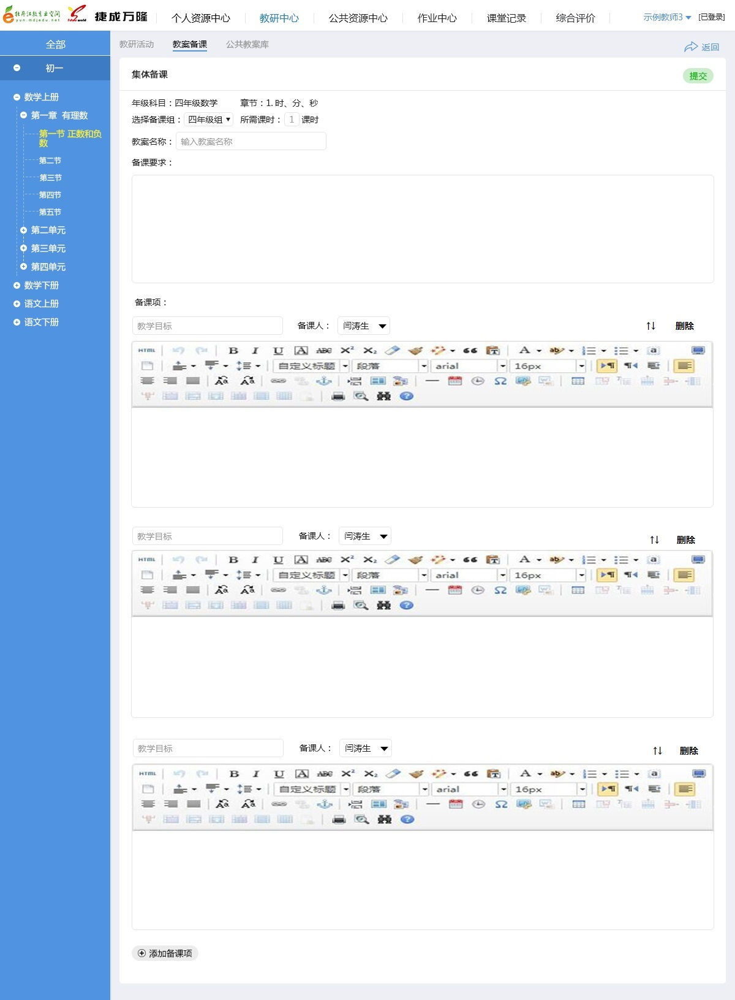 牡丹江教育云空间
yun.mdjedu.net
捷成万隆
个人资源中心 教研中心 公共资源中心 作业中心 课堂记录 综合评价
示例教师3 [已登录]
全部
初一
数学上册
第一章 有理数
第一节 正数和负
数
第二节
第三节
第四节
第五节
第二单元
第三单元
第四单元
数学下册
语文上册
语文下册
教研活动 教案备课 公共教案库
返回
集体备课
提交
年级科目：四年级数学 章节：1. 时、分、秒
选择备课组： 四年级组 所需课时： 1 课时
教案名称： 输入教案名称
备课要求：
备课项：
教学目标 备课人： 闫涛生 删除
HTML B I U A ABC X² X₂ A ab a
自定义标题 段落 arial 16px
教学目标 备课人： 闫涛生 删除
HTML B I U A ABC X² X₂ A ab a
自定义标题 段落 arial 16px
教学目标 备课人： 闫涛生 删除
HTML B I U A ABC X² X₂ A ab a
自定义标题 段落 arial 16px
添加备课项